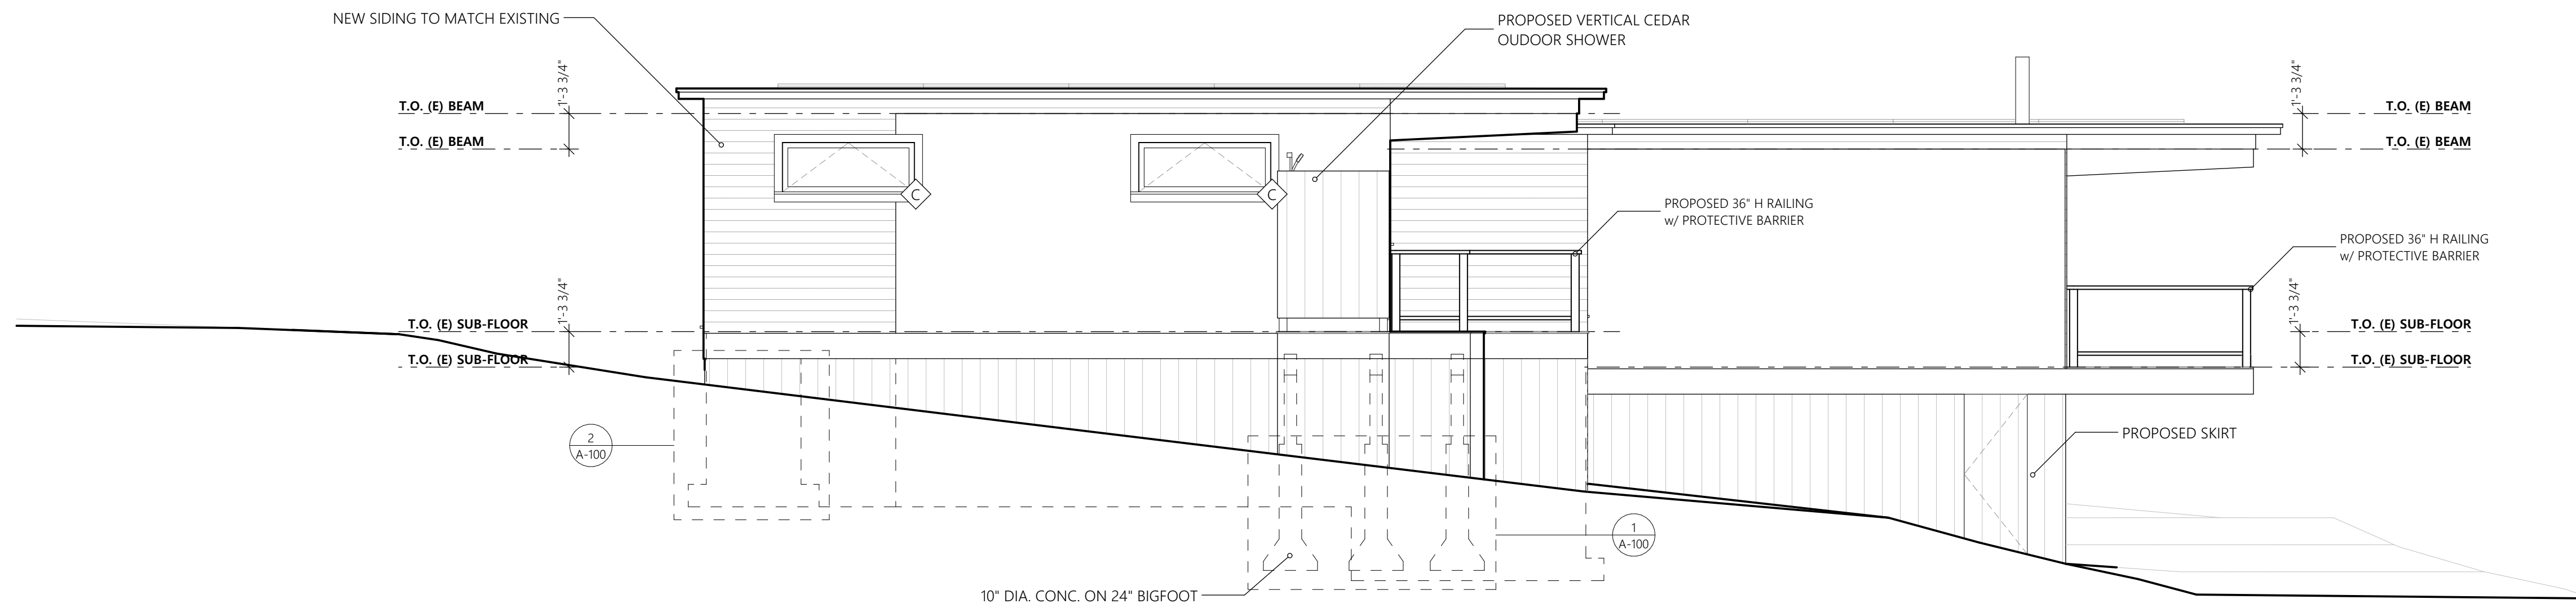 NEW SIDING TO MATCH EXISTING
PROPOSED VERTICAL CEDAR
OUDOOR SHOWER
1'-3 3/4"
1'-3 3/4"
T.O. (E) BEAM
T.O. (E) BEAM
T.O. (E) BEAM
T.O. (E) BEAM
C
C
PROPOSED 36" H RAILING
w/ PROTECTIVE BARRIER
PROPOSED 36" H RAILING
w/ PROTECTIVE BARRIER
1'-3 3/4"
1'-3 3/4"
T.O. (E) SUB-FLOOR
T.O. (E) SUB-FLOOR
T.O. (E) SUB-FLOOR
T.O. (E) SUB-FLOOR
2
A-100
PROPOSED SKIRT
1
A-100
10" DIA. CONC. ON 24" BIGFOOT